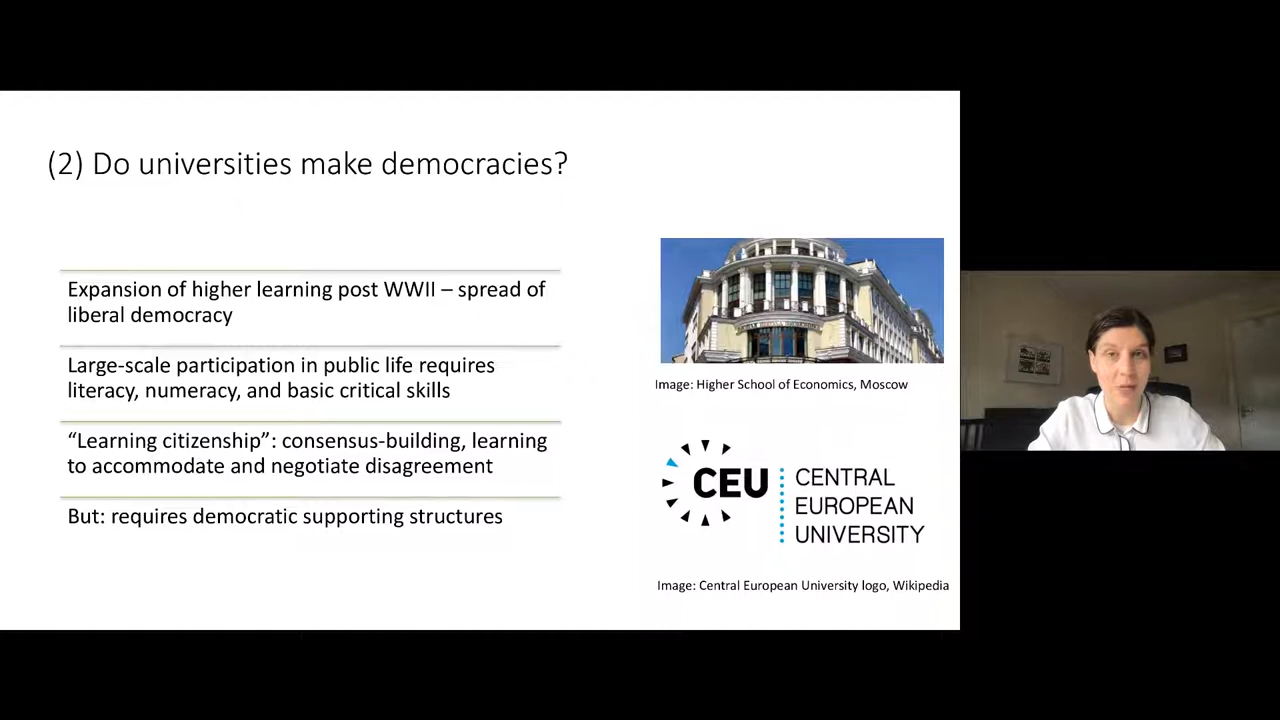 (2) Do universities make democracies?
Expansion of higher learning post WWII – spread of
liberal democracy
Large-scale participation in public life requires
literacy, numeracy, and basic critical skills
“Learning citizenship”: consensus-building, learning
to accommodate and negotiate disagreement
But: requires democratic supporting structures
Image: Higher School of Economics, Moscow
CEU
CENTRAL
EUROPEAN
UNIVERSITY
Image: Central European University logo, Wikipedia